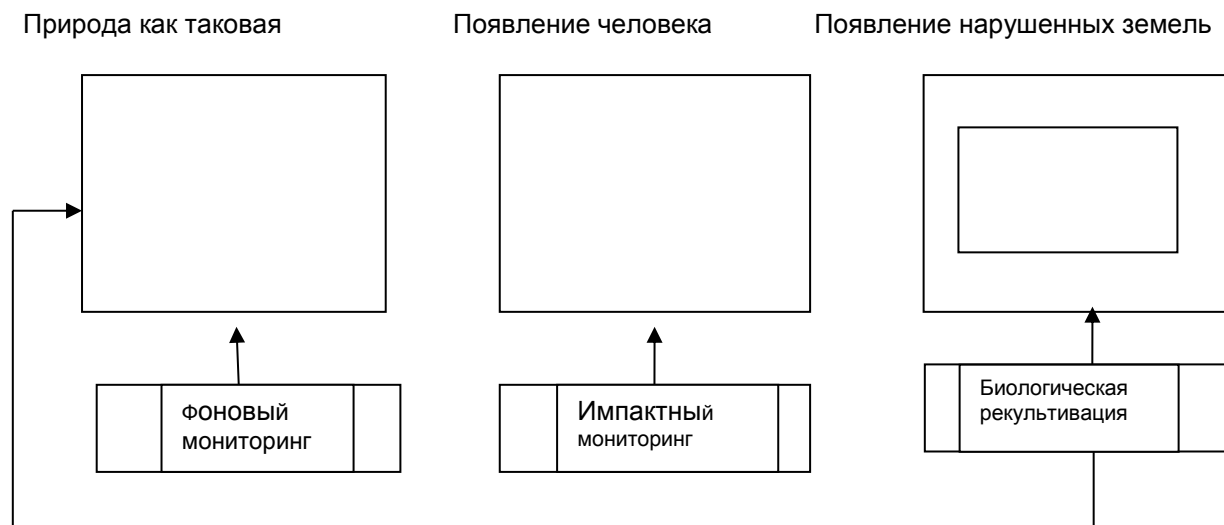 Природа как таковая
Появление человека
Появление нарушенных земель
Фоновый
мониторинг
Импактный
мониторинг
Биологическая
рекультивация